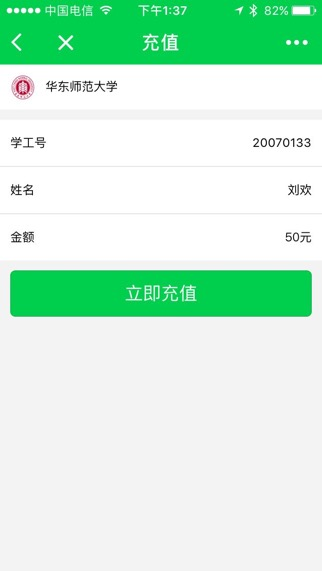 中国电信 下午1:37 82%
充值
华东师范大学
学工号 20070133
姓名 刘欢
金额 50元
立即充值